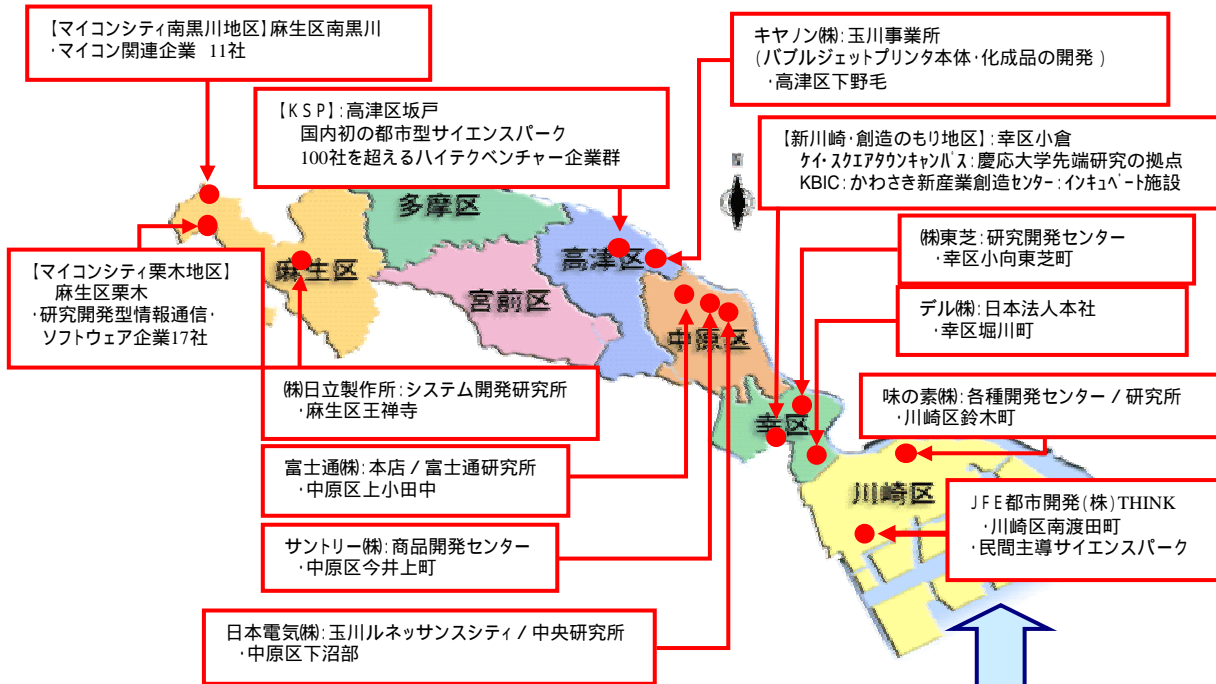 【マイコンシティ南黒川地区】麻生区南黒川
・マイコン関連企業 11社
キヤノン㈱：玉川事業所
(バブルジェットプリンタ本体・化成品の開発)
・高津区下野毛
【KSP】：高津区坂戸
国内初の都市型サイエンスパーク
100社を超えるハイテクベンチャー企業群
【新川崎・創造のもり地区】：幸区小倉
ケイ・スクエアタウンキャンパス：慶応大学先端研究の拠点
KBIC：かわさき新産業創造センター：インキュベート施設
多摩区
高津区
麻生区
宮前区
中原区
幸区
川崎区
㈱東芝：研究開発センター
・幸区小向東芝町
【マイコンシティ栗木地区】
麻生区栗木
・研究開発型情報通信・
ソフトウェア企業17社
デル㈱：日本法人本社
・幸区堀川町
㈱日立製作所：システム開発研究所
・麻生区王禅寺
味の素㈱：各種開発センター／研究所
・川崎区鈴木町
富士通㈱：本店／富士通研究所
・中原区上小田中
JFE都市開発(株)THINK
・川崎区南渡田町
・民間主導サイエンスパーク
サントリー㈱：商品開発センター
・中原区今井上町
日本電気㈱：玉川ルネッサンスシティ／中央研究所
・中原区下沼部